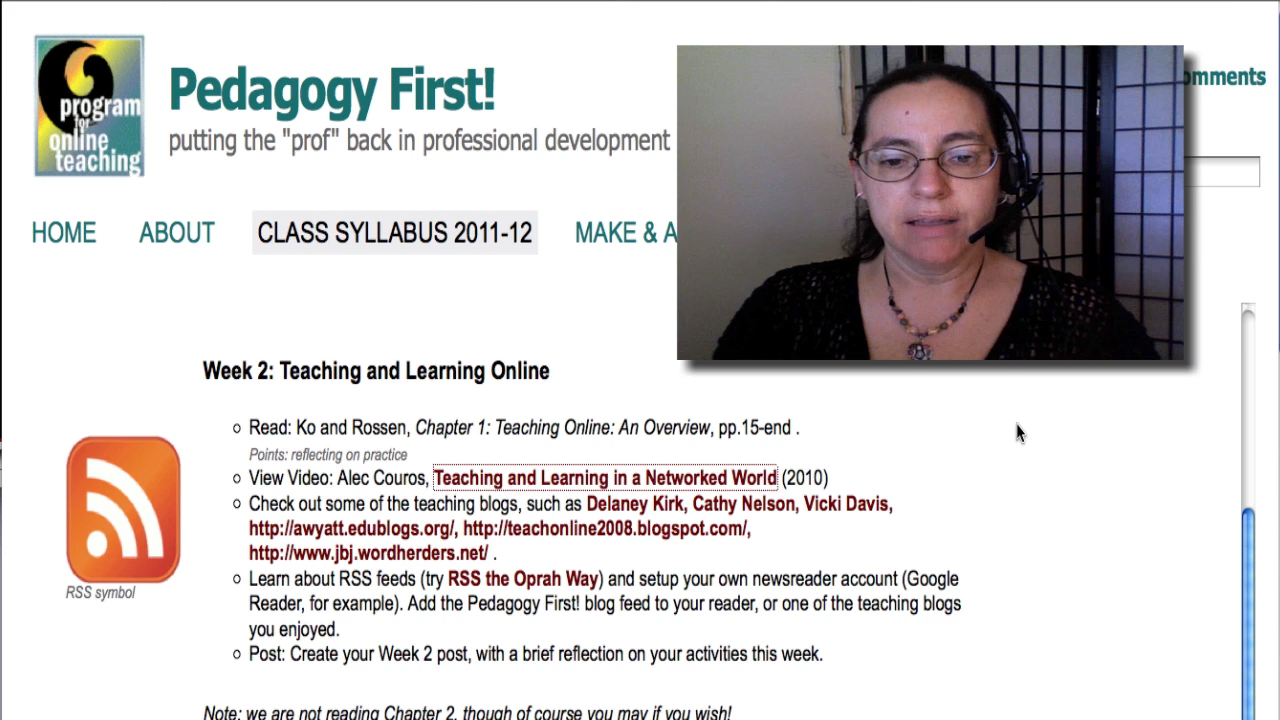 program
for
online
teaching
Pedagogy First!
putting the "prof" back in professional development
omments
HOME ABOUT CLASS SYLLABUS 2011-12 MAKE & A
Week 2: Teaching and Learning Online
Read: Ko and Rossen, Chapter 1: Teaching Online: An Overview, pp.15-end .
Points: reflecting on practice
View Video: Alec Couros, Teaching and Learning in a Networked World (2010)
Check out some of the teaching blogs, such as Delaney Kirk, Cathy Nelson, Vicki Davis,
http://awyatt.edublogs.org/, http://teachonline2008.blogspot.com/,
http://www.jbj.wordherders.net/ .
Learn about RSS feeds (try RSS the Oprah Way) and setup your own newsreader account (Google
Reader, for example). Add the Pedagogy First! blog feed to your reader, or one of the teaching blogs
you enjoyed.
Post: Create your Week 2 post, with a brief reflection on your activities this week.
RSS symbol
Note: we are not reading Chapter 2, though of course you may if you wish!